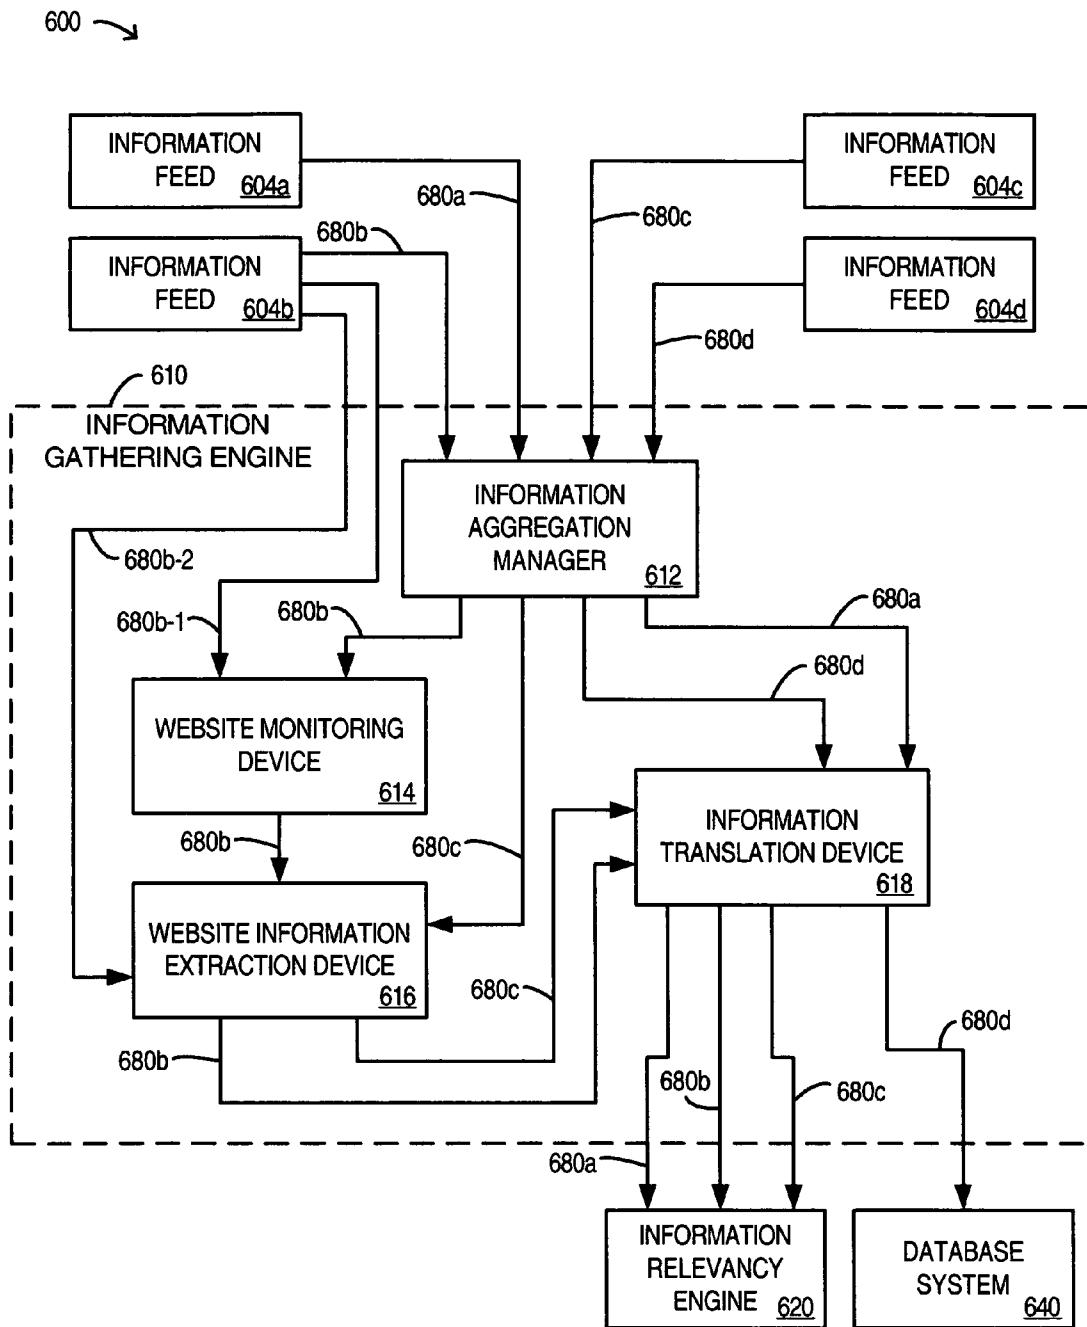 600
INFORMATION
FEED 604a
INFORMATION
FEED 604c
680a
680c
680b
INFORMATION
FEED 604b
INFORMATION
FEED 604d
680d
610
INFORMATION
GATHERING ENGINE
INFORMATION
AGGREGATION
MANAGER
612
680b-2
680b-1
680b
680a
680d
WEBSITE MONITORING
DEVICE
614
INFORMATION
TRANSLATION DEVICE
618
680b
680c
WEBSITE INFORMATION
EXTRACTION DEVICE
616
680c
680b
680d
680b
680c
680a
INFORMATION
RELEVANCY
ENGINE 620
DATABASE
SYSTEM
640